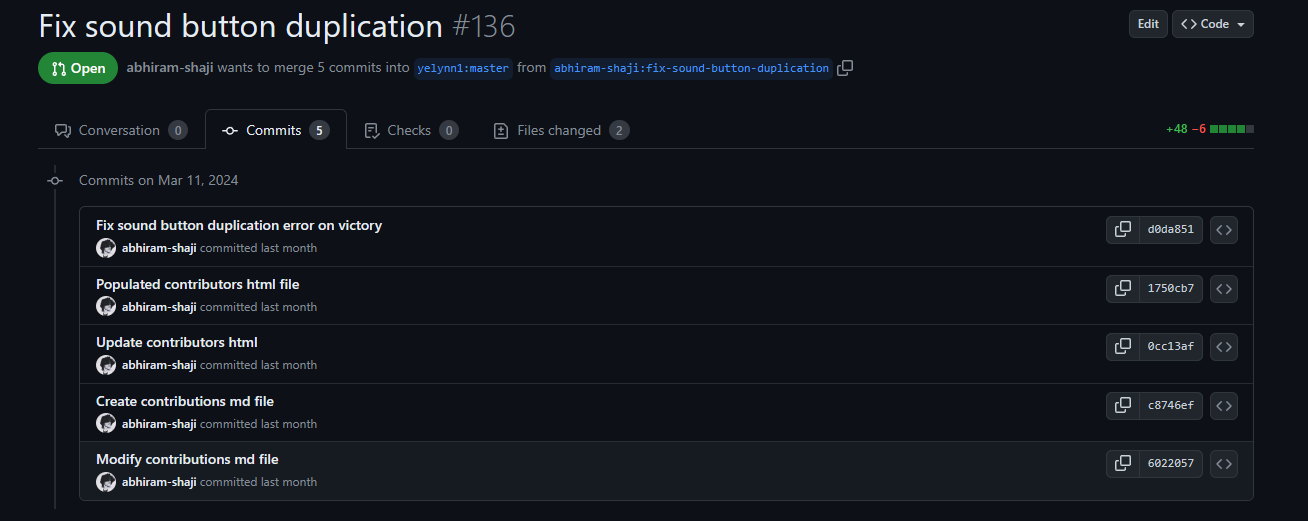 Fix sound button duplication #136
Edit
Code
Open
abhiram-shaji wants to merge 5 commits into yelynn1:master from abhiram-shaji:fix-sound-button-duplication
Conversation 0
Commits 5
Checks 0
Files changed 2
+48 −6
Commits on Mar 11, 2024
Fix sound button duplication error on victory
abhiram-shaji committed last month
d0da851
Populated contributors html file
abhiram-shaji committed last month
1750cb7
Update contributors html
abhiram-shaji committed last month
0cc13af
Create contributions md file
abhiram-shaji committed last month
c8746ef
Modify contributions md file
abhiram-shaji committed last month
6022057